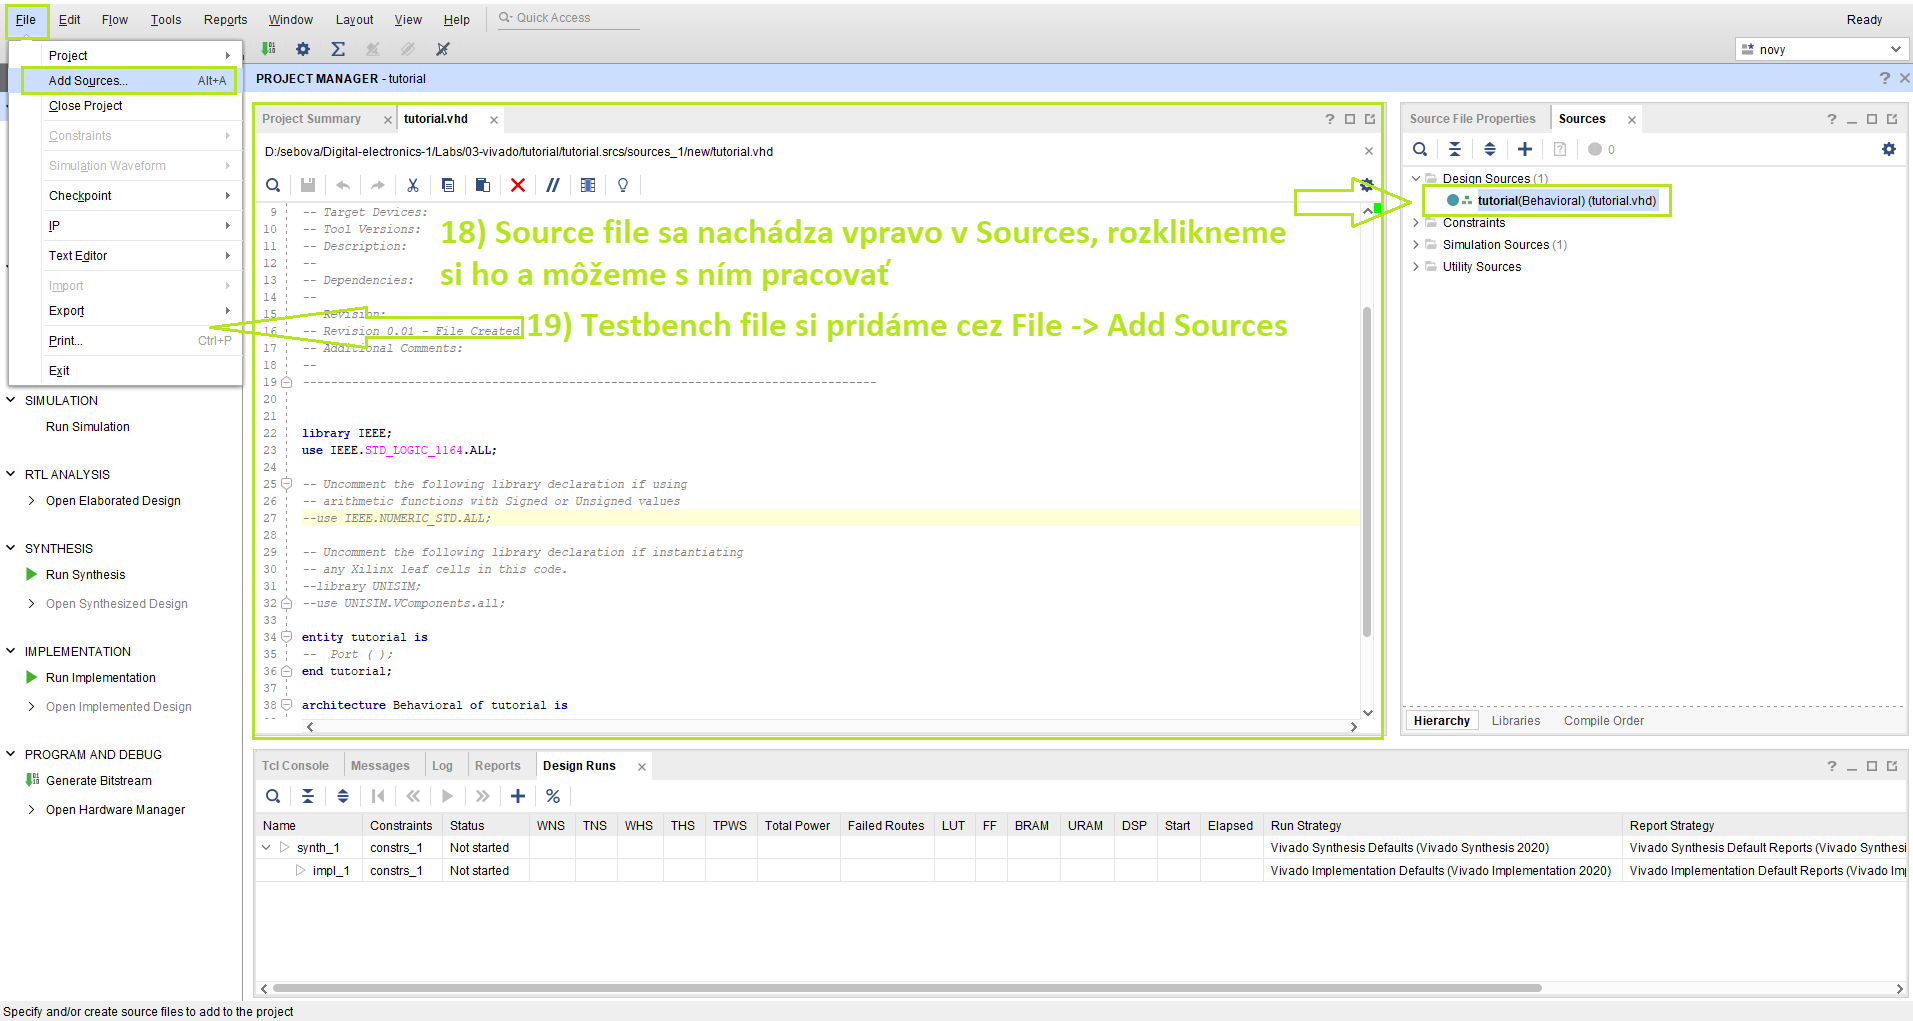 File Edit Flow Tools Reports Window Layout View Help Quick Access Ready
novy
Project
Add Sources... Alt+A
Close Project
Constraints
Simulation Waveform
Checkpoint
IP
Text Editor
Import
Export
Print... Ctrl+P
Exit
SIMULATION
Run Simulation
RTL ANALYSIS
Open Elaborated Design
SYNTHESIS
Run Synthesis
Open Synthesized Design
IMPLEMENTATION
Run Implementation
Open Implemented Design
PROGRAM AND DEBUG
Generate Bitstream
Open Hardware Manager
PROJECT MANAGER - tutorial
Project Summary tutorial.vhd
D:/sebova/Digital-electronics-1/Labs/03-vivado/tutorial/tutorial.srcs/sources_1/new/tutorial.vhd
9 -- Target Devices:
10 -- Tool Versions:
11 -- Description:
12 --
13 -- Dependencies:
14 --
15 -- Revision:
16 -- Revision 0.01 - File Created
17 -- Additional Comments:
18 --
19 ----------------------------------------------------------------------------------
20
21
22 library IEEE;
23 use IEEE.STD_LOGIC_1164.ALL;
24
25 -- Uncomment the following library declaration if using
26 -- arithmetic functions with Signed or Unsigned values
27 --use IEEE.NUMERIC_STD.ALL;
28
29 -- Uncomment the following library declaration if instantiating
30 -- any Xilinx leaf cells in this code.
31 --library UNISIM;
32 --use UNISIM.VComponents.all;
33
34 entity tutorial is
35 -- Port ( );
36 end tutorial;
37
38 architecture Behavioral of tutorial is
18) Source file sa nachádza vpravo v Sources, rozklikneme
si ho a môžeme s ním pracovať
19) Testbench file si pridáme cez File -> Add Sources
Source File Properties Sources
0
Design Sources (1)
tutorial(Behavioral) (tutorial.vhd)
Constraints
Simulation Sources (1)
Utility Sources
Hierarchy Libraries Compile Order
Tcl Console Messages Log Reports Design Runs
Name Constraints Status WNS TNS WHS THS TPWS Total Power Failed Routes LUT FF BRAM URAM DSP Start Elapsed Run Strategy Report Strategy
synth_1 constrs_1 Not started Vivado Synthesis Defaults (Vivado Synthesis 2020) Vivado Synthesis Default Reports (Vivado Synthesi
impl_1 constrs_1 Not started Vivado Implementation Defaults (Vivado Implementation 2020) Vivado Implementation Default Reports (Vivado Im
Specify and/or create source files to add to the project